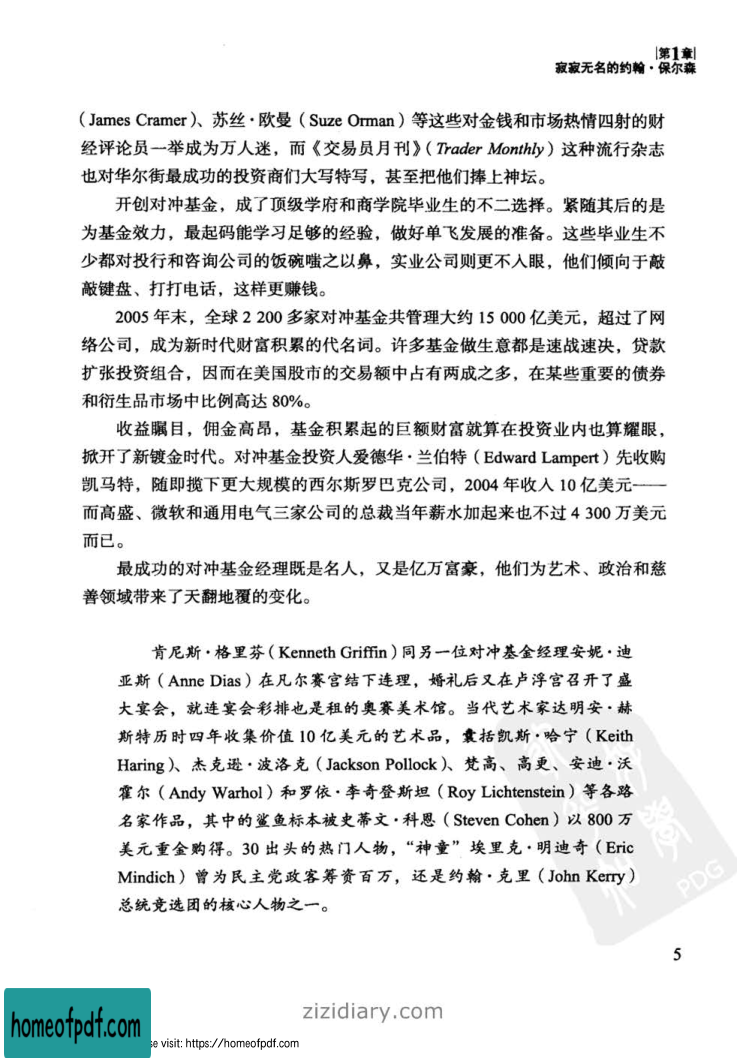 |第1章|
寂寂无名的约翰·保尔森
（James Cramer）、苏丝·欧曼（Suze Orman）等这些对金钱和市场热情四射的财
经评论员一举成为万人迷，而《交易员月刊》（Trader Monthly）这种流行杂志
也对华尔街最成功的投资商们大写特写，甚至把他们捧上神坛。
开创对冲基金，成了顶级学府和商学院毕业生的不二选择。紧随其后的是
为基金效力，最起码能学习足够的经验，做好单飞发展的准备。这些毕业生不
少都对投行和咨询公司的饭碗嗤之以鼻，实业公司则更不入眼，他们倾向于敲
敲键盘、打打电话，这样更赚钱。
2005 年末，全球 2 200 多家对冲基金共管理大约 15 000 亿美元，超过了网
络公司，成为新时代财富积累的代名词。许多基金做生意都是速战速决，贷款
扩张投资组合，因而在美国股市的交易额中占有两成之多，在某些重要的债券
和衍生品市场中比例高达 80%。
收益瞩目，佣金高昂，基金积累起的巨额财富就算在投资业内也算耀眼，
掀开了新镀金时代。对冲基金投资人爱德华·兰伯特（Edward Lampert）先收购
凯马特，随即揽下更大规模的西尔斯罗巴克公司，2004 年收入 10 亿美元——
而高盛、微软和通用电气三家公司的总裁当年薪水加起来也不过 4 300 万美元
而已。
最成功的对冲基金经理既是名人，又是亿万富豪，他们为艺术、政治和慈
善领域带来了天翻地覆的变化。
肯尼斯·格里芬（Kenneth Griffin）同另一位对冲基金经理安妮·迪
亚斯（Anne Dias）在凡尔赛宫结下连理，婚礼后又在卢浮宫召开了盛
大宴会，就连宴会彩排也是租的奥赛美术馆。当代艺术家达明安·赫
斯特历时四年收集价值 10 亿美元的艺术品，囊括凯斯·哈宁（Keith
Haring）、杰克逊·波洛克（Jackson Pollock）、梵高、高更、安迪·沃
霍尔（Andy Warhol）和罗依·李奇登斯坦（Roy Lichtenstein）等各路
名家作品，其中的鲨鱼标本被史蒂文·科恩（Steven Cohen）以 800 万
美元重金购得。30 出头的热门人物，“神童”埃里克·明迪奇（Eric
Mindich）曾为民主党政客筹资百万，还是约翰·克里（John Kerry）
总统竞选团的核心人物之一。
PDG
5
zizidiary.com
homeofpdf.com
se visit: https://homeofpdf.com